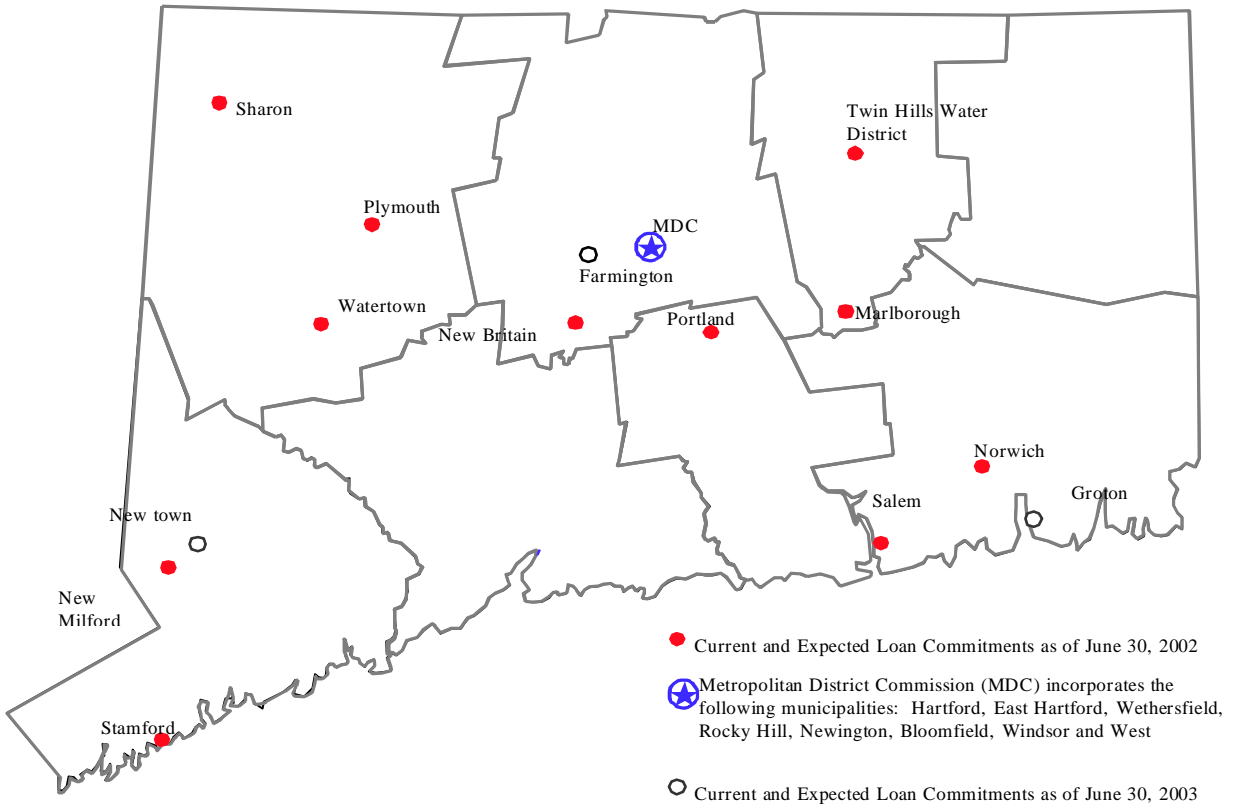 Sharon
Twin Hills Water
District
Plymouth
MDC
Farmington
Watertown
New Britain
Portland
Marlborough
Norwich
Salem
Groton
New town
New
Milford
Stamford
Current and Expected Loan Commitments as of June 30, 2002
Metropolitan District Commission (MDC) incorporates the
following municipalities: Hartford, East Hartford, Wethersfield,
Rocky Hill, Newington, Bloomfield, Windsor and West
Current and Expected Loan Commitments as of June 30, 2003